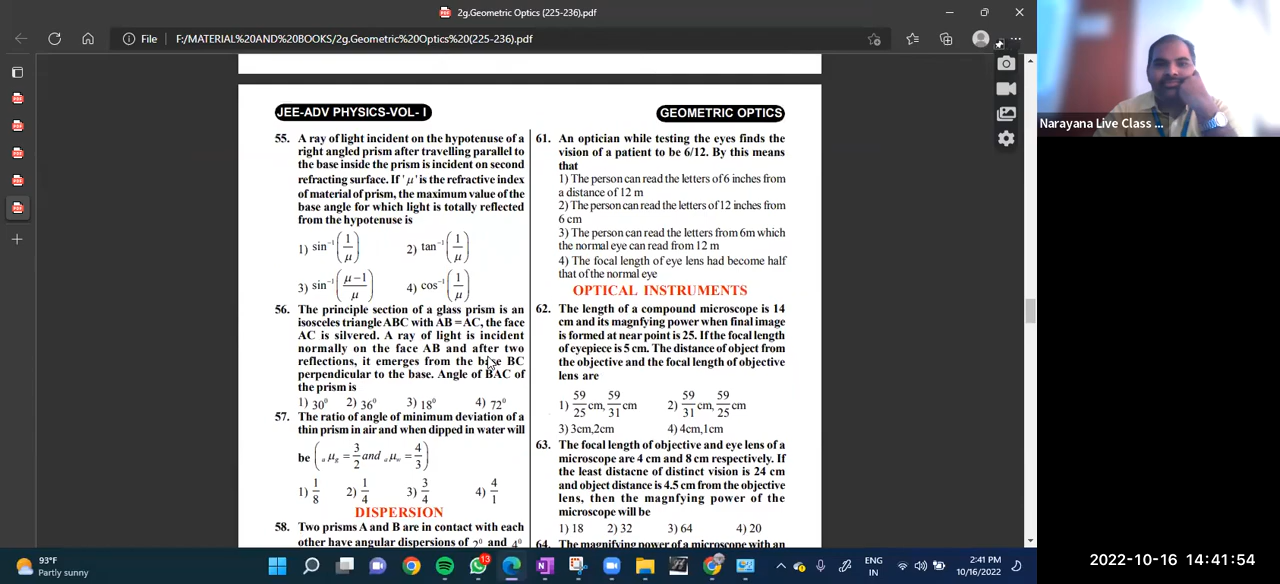 2g.Geometric Optics (225-236).pdf
File F:/MATERIAL%20AND%20BOOKS/2g.Geometric%20Optics%20(225-236).pdf
Narayana Live Class ...
JEE-ADV PHYSICS-VOL- I
GEOMETRIC OPTICS
55. A ray of light incident on the hypotenuse of a
right angled prism after travelling parallel to
the base inside the prism is incident on second
refracting surface. If 'μ' is the refractive index
of material of prism, the maximum value of the
base angle for which light is totally reflected
from the hypotenuse is
1) sin⁻¹(1/μ) 2) tan⁻¹(1/μ)
3) sin⁻¹((μ−1)/μ) 4) cos⁻¹(1/μ)
56. The principle section of a glass prism is an
isosceles triangle ABC with AB = AC, the face
AC is silvered. A ray of light is incident
normally on the face AB and after two
reflections, it emerges from the base BC
perpendicular to the base. Angle of BAC of
the prism is
1) 30⁰ 2) 36⁰ 3) 18⁰ 4) 72⁰
57. The ratio of angle of minimum deviation of a
thin prism in air and when dipped in water will
be (ₐμg = 3/2 and ₐμw = 4/3)
1) 1/8 2) 1/4 3) 3/4 4) 4/1
DISPERSION
58. Two prisms A and B are in contact with each
other have angular dispersions of 2⁰ and 4⁰
61. An optician while testing the eyes finds the
vision of a patient to be 6/12. By this means
that
1) The person can read the letters of 6 inches from
a distance of 12 m
2) The person can read the letters of 12 inches from
6 cm
3) The person can read the letters from 6m which
the normal eye can read from 12 m
4) The focal length of eye lens had become half
that of the normal eye
OPTICAL INSTRUMENTS
62. The length of a compound microscope is 14
cm and its magnfying power when final image
is formed at near point is 25. If the focal length
of eyepiece is 5 cm. The distance of object from
the objective and the focal length of objective
lens are
1) 59/25 cm, 59/31 cm 2) 59/31 cm, 59/25 cm
3) 3cm,2cm 4) 4cm,1cm
63. The focal length of objective and eye lens of a
microscope are 4 cm and 8 cm respectively. If
the least distacne of distinct vision is 24 cm
and object distance is 4.5 cm from the objective
lens, then the magnfying power of the
microscope will be
1) 18 2) 32 3) 64 4) 20
64. The magnifying power of a microscope with an
93°F
Partly sunny
13
ENG
IN
2:41 PM
10/16/2022
2022-10-16 14:41:54